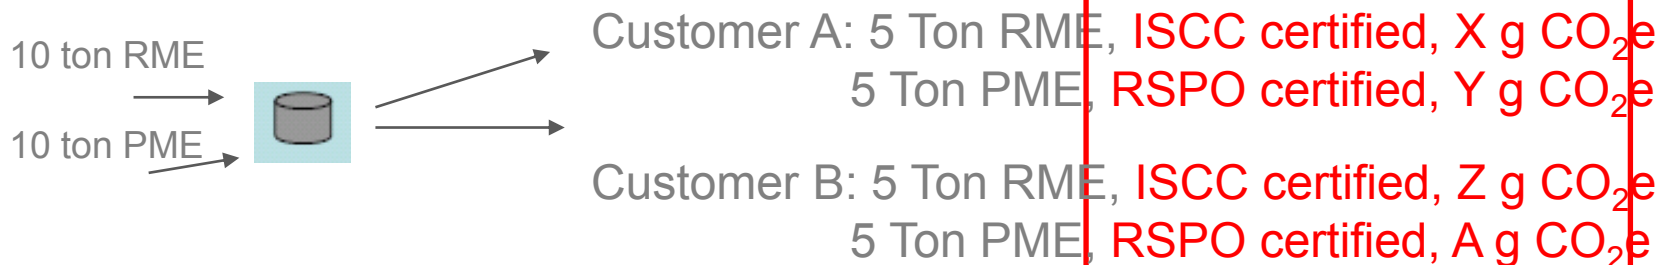 10 ton RME
10 ton PME
Customer A: 5 Ton RME, ISCC certified, X g CO₂e
5 Ton PME, RSPO certified, Y g CO₂e
Customer B: 5 Ton RME, ISCC certified, Z g CO₂e
5 Ton PME, RSPO certified, A g CO₂e